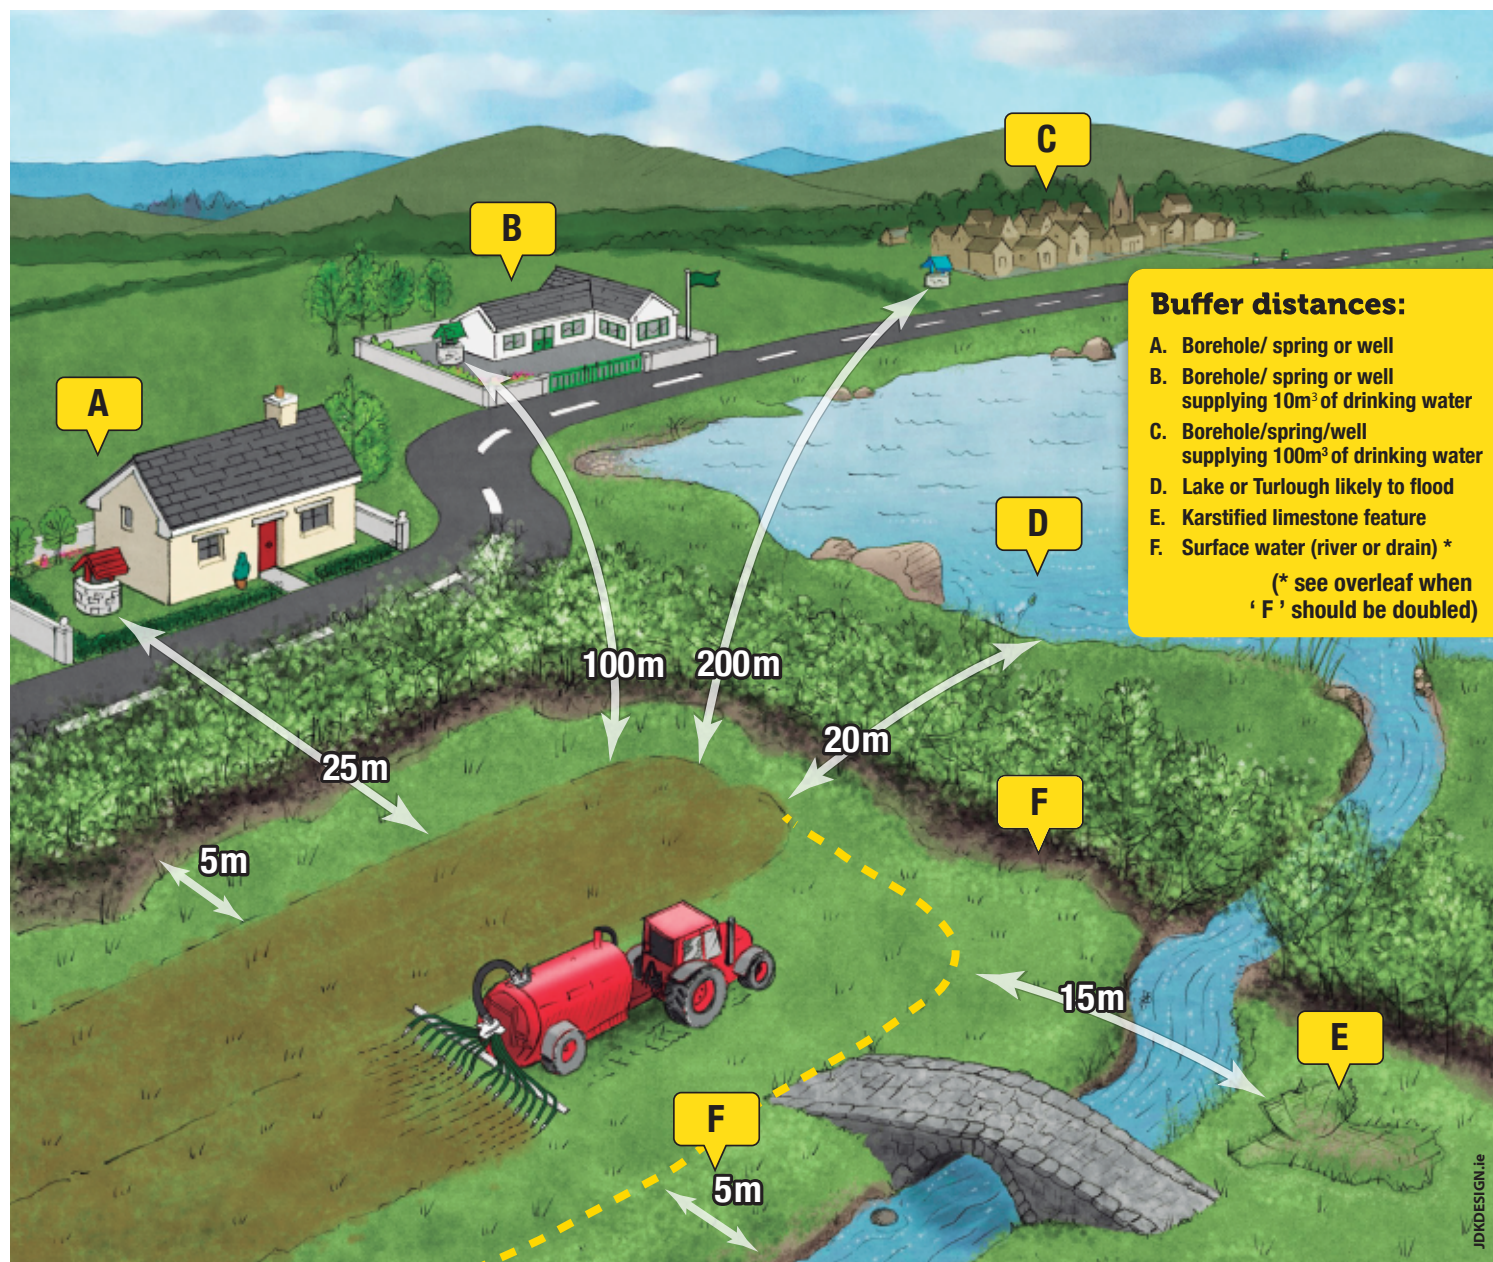 C
B
A
Buffer distances:
A. Borehole/ spring or well
B. Borehole/ spring or well
supplying 10m³ of drinking water
C. Borehole/spring/well
supplying 100m³ of drinking water
D. Lake or Turlough likely to flood
E. Karstified limestone feature
F. Surface water (river or drain) *
(* see overleaf when
‘ F ’ should be doubled)
D
100m
200m
20m
25m
F
5m
15m
E
F
5m
JDKDESIGN.ie